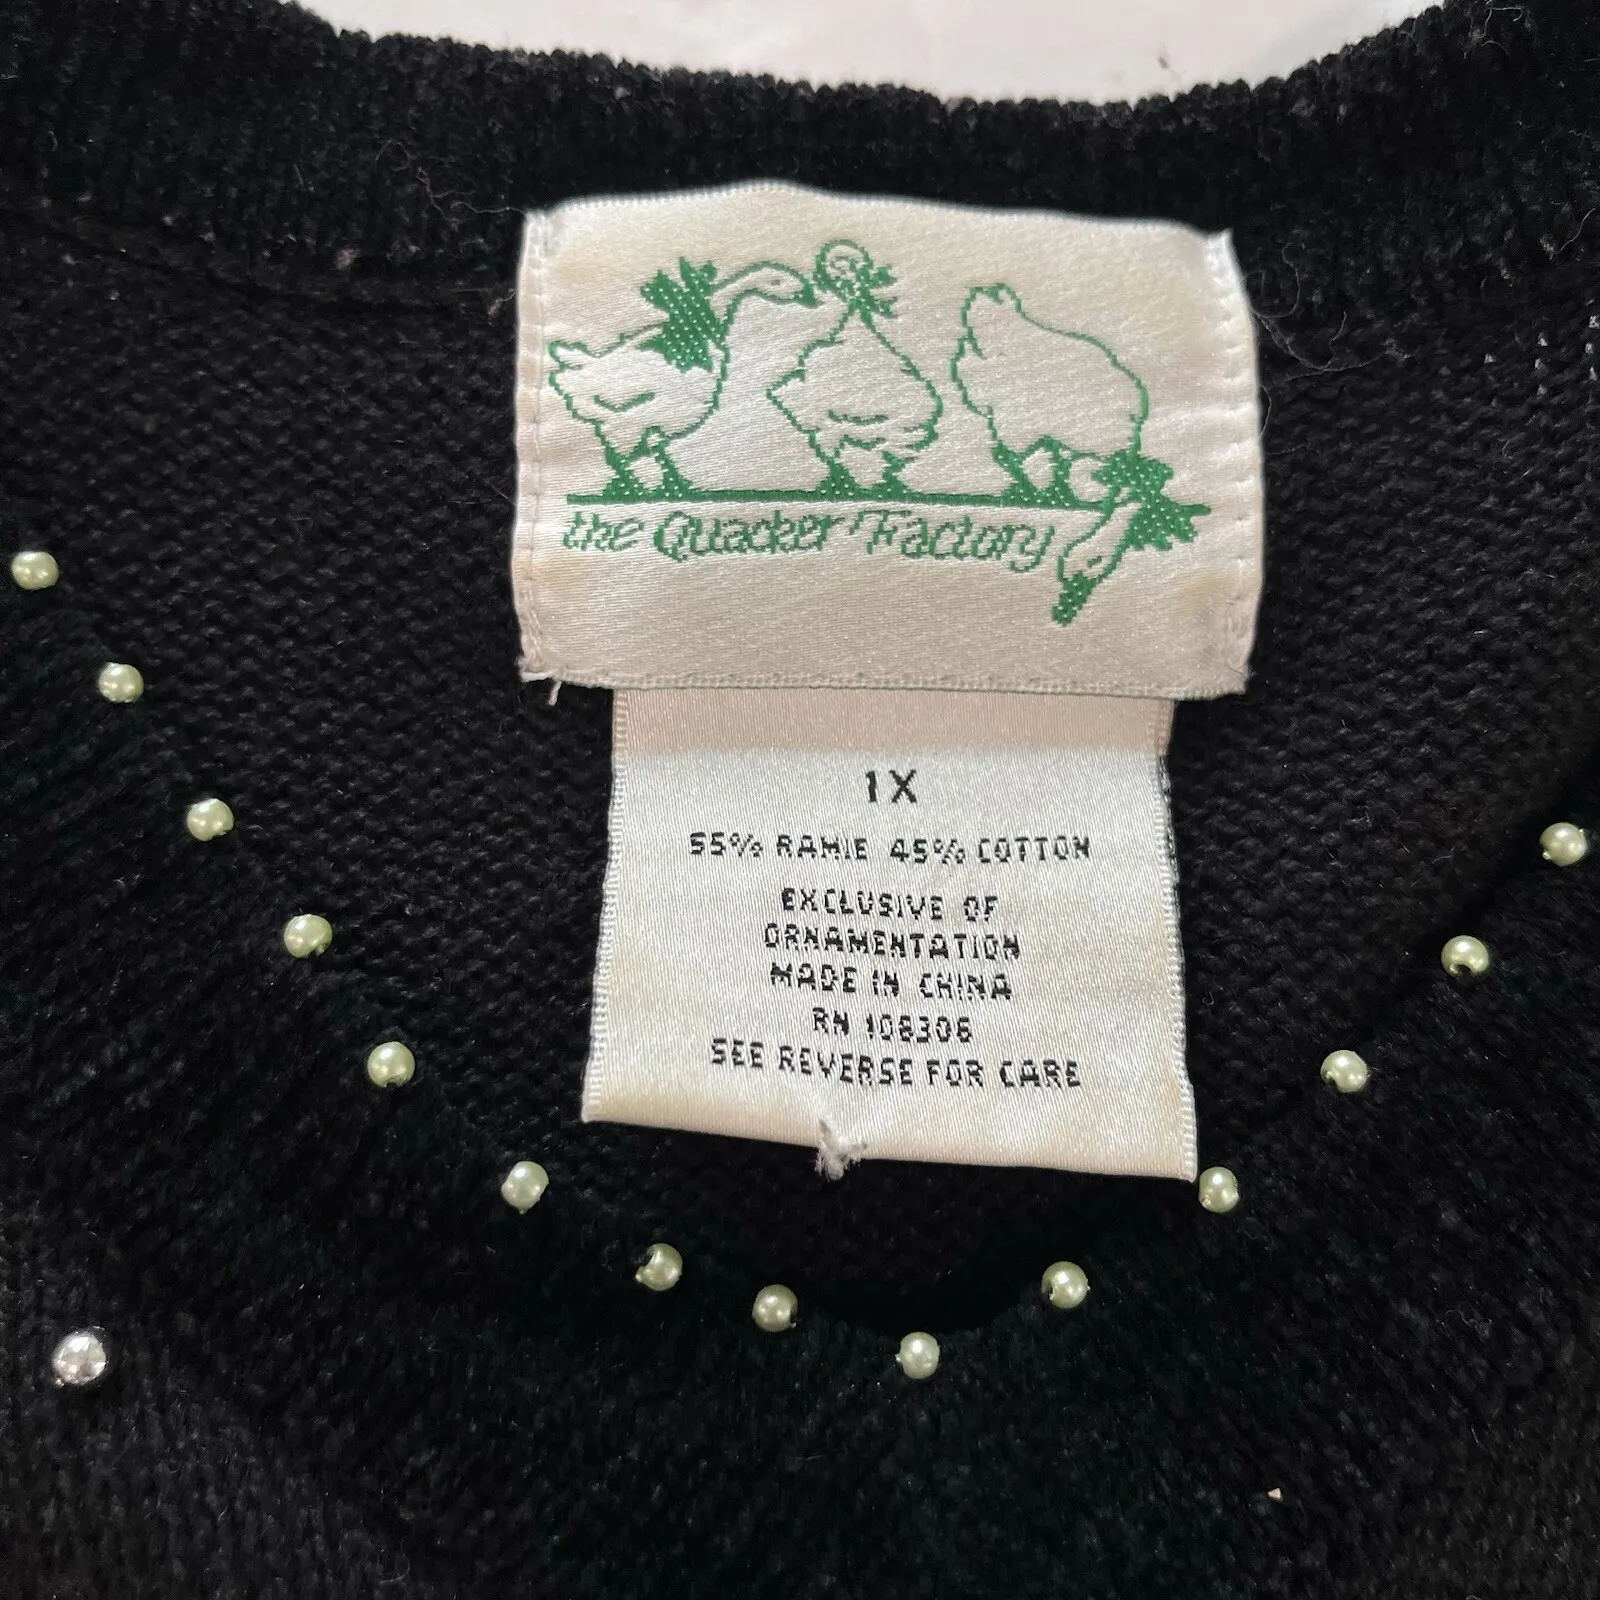 the Quacker Factory
1X
55% RAMIE 45% COTTON
EXCLUSIVE OF
ORNAMENTATION
MADE IN CHINA
RN 108306
SEE REVERSE FOR CARE